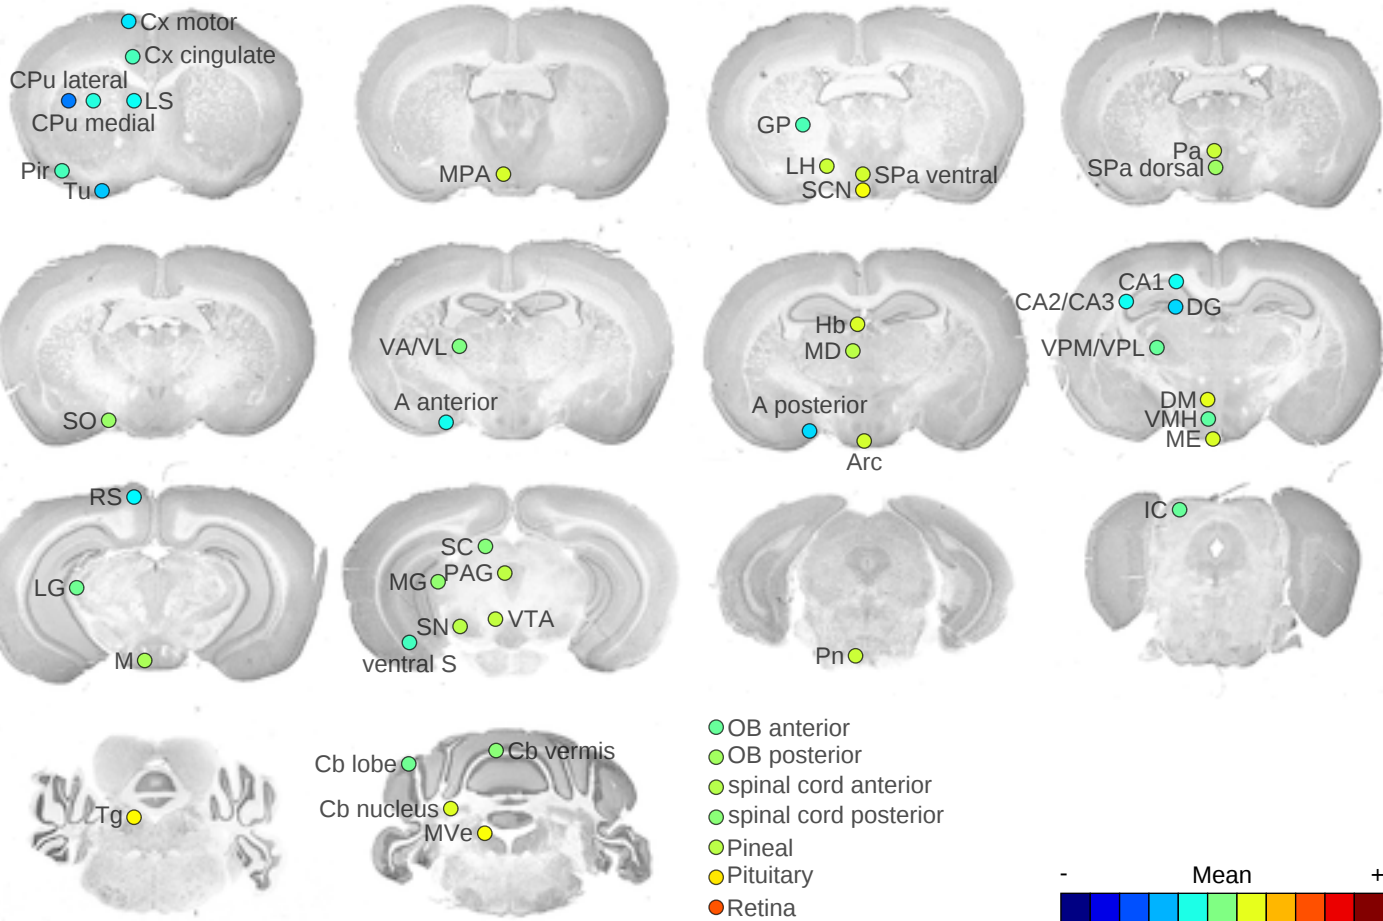 Cx motor
Cx cingulate
CPu lateral
LS
CPu medial
Pir
Tu
MPA
GP
LH
SPa ventral
SCN
Pa
SPa dorsal
SO
VA/VL
A anterior
Hb
MD
A posterior
Arc
CA1
CA2/CA3
DG
VPM/VPL
DM
VMH
ME
RS
LG
M
SC
PAG
MG
SN
VTA
ventral S
Pn
IC
Tg
Cb lobe
Cb vermis
Cb nucleus
MVe
OB anterior
OB posterior
spinal cord anterior
spinal cord posterior
Pineal
Pituitary
Retina
- Mean +